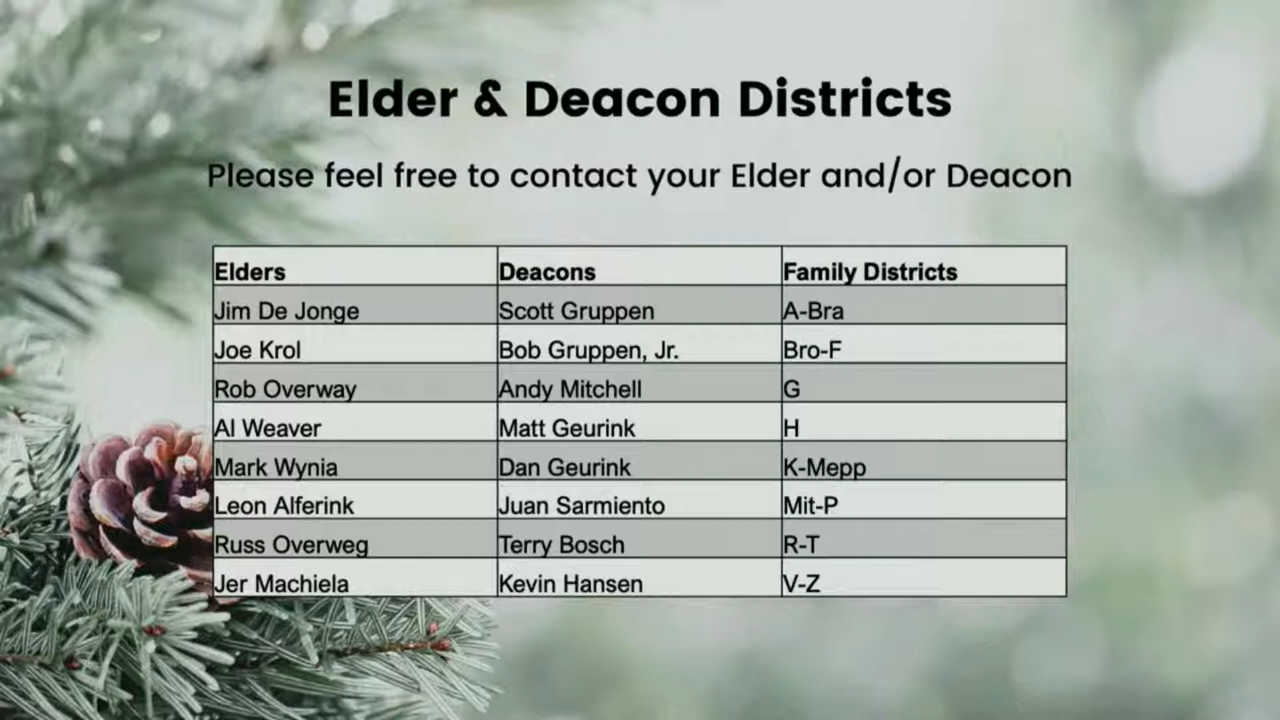 Elder & Deacon Districts
Please feel free to contact your Elder and/or Deacon
Elders Deacons Family Districts
Jim De Jonge Scott Gruppen A-Bra
Joe Krol Bob Gruppen, Jr. Bro-F
Rob Overway Andy Mitchell G
Al Weaver Matt Geurink H
Mark Wynia Dan Geurink K-Mepp
Leon Alferink Juan Sarmiento Mit-P
Russ Overweg Terry Bosch R-T
Jer Machiela Kevin Hansen V-Z